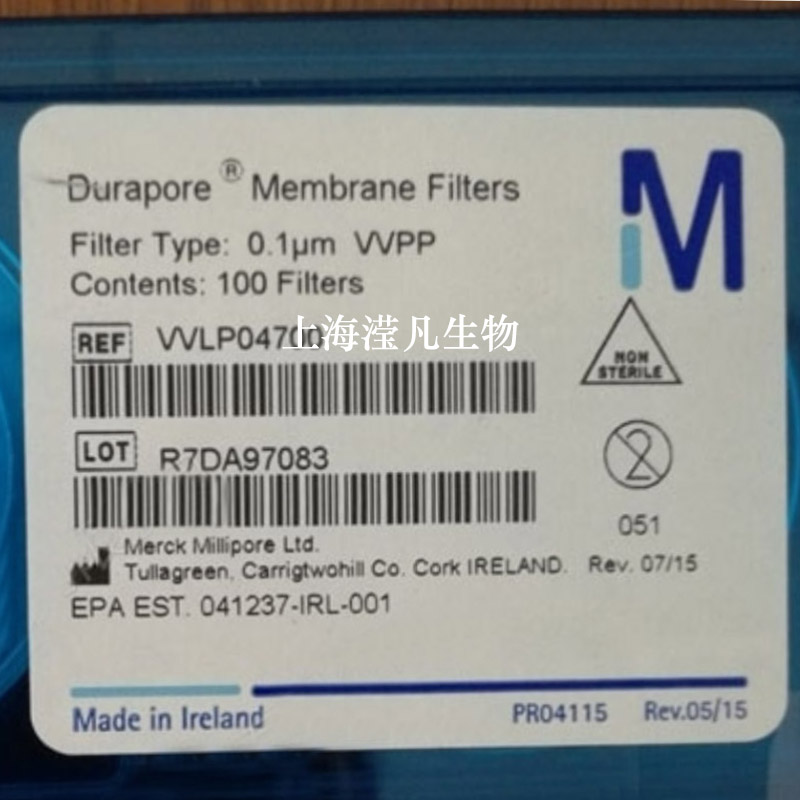 Durapore® Membrane Filters
Filter Type: 0.1µm VVPP
Contents: 100 Filters
M
REF VVLP04700
上海滢凡生物
NON
STERILE
LOT R7DA97083
2
051
Merck Millipore Ltd.
Tullagreen, Carrigtwohill Co. Cork IRELAND. Rev. 07/15
EPA EST. 041237-IRL-001
Made in Ireland PR04115 Rev.05/15